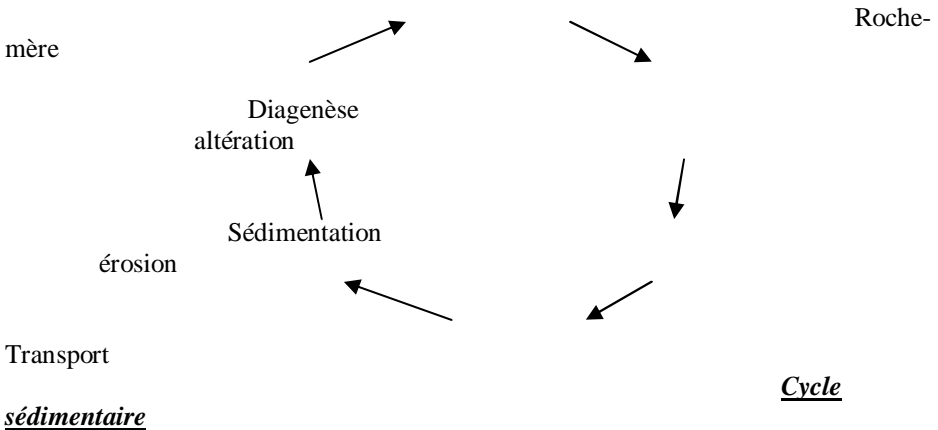 Roche-
mère
Diagenèse
altération
Sédimentation
érosion
Transport
Cycle
sédimentaire